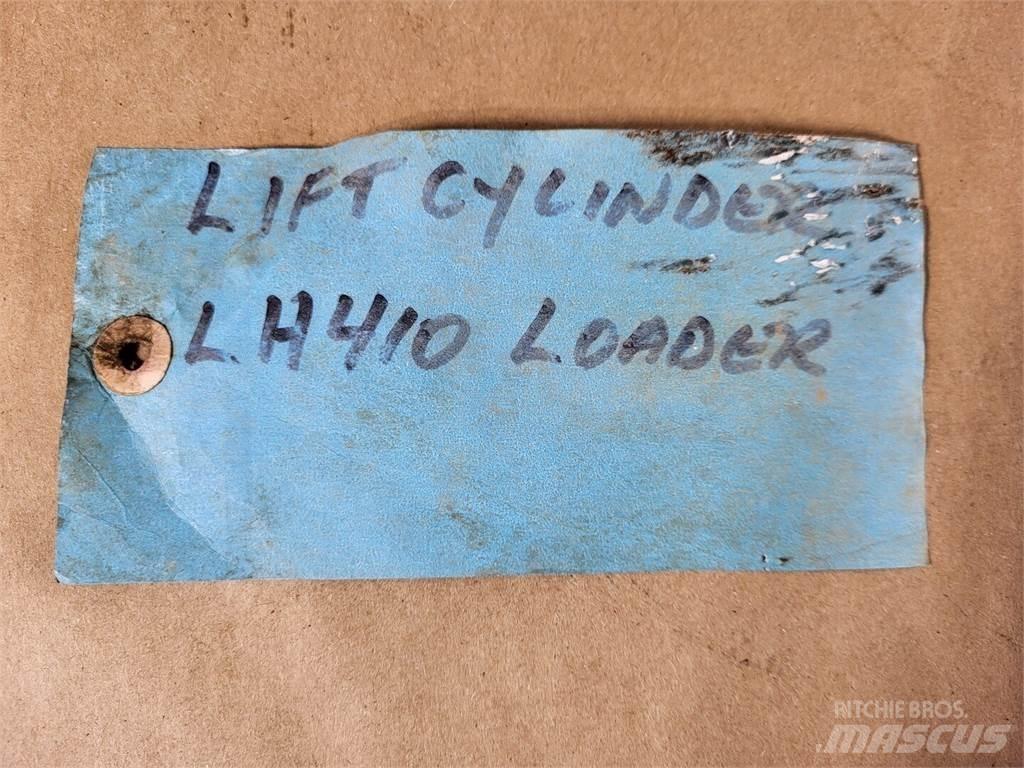 LIFT CYLINDER
LH410 LOADER
RITCHIE BROS.
MASCUS